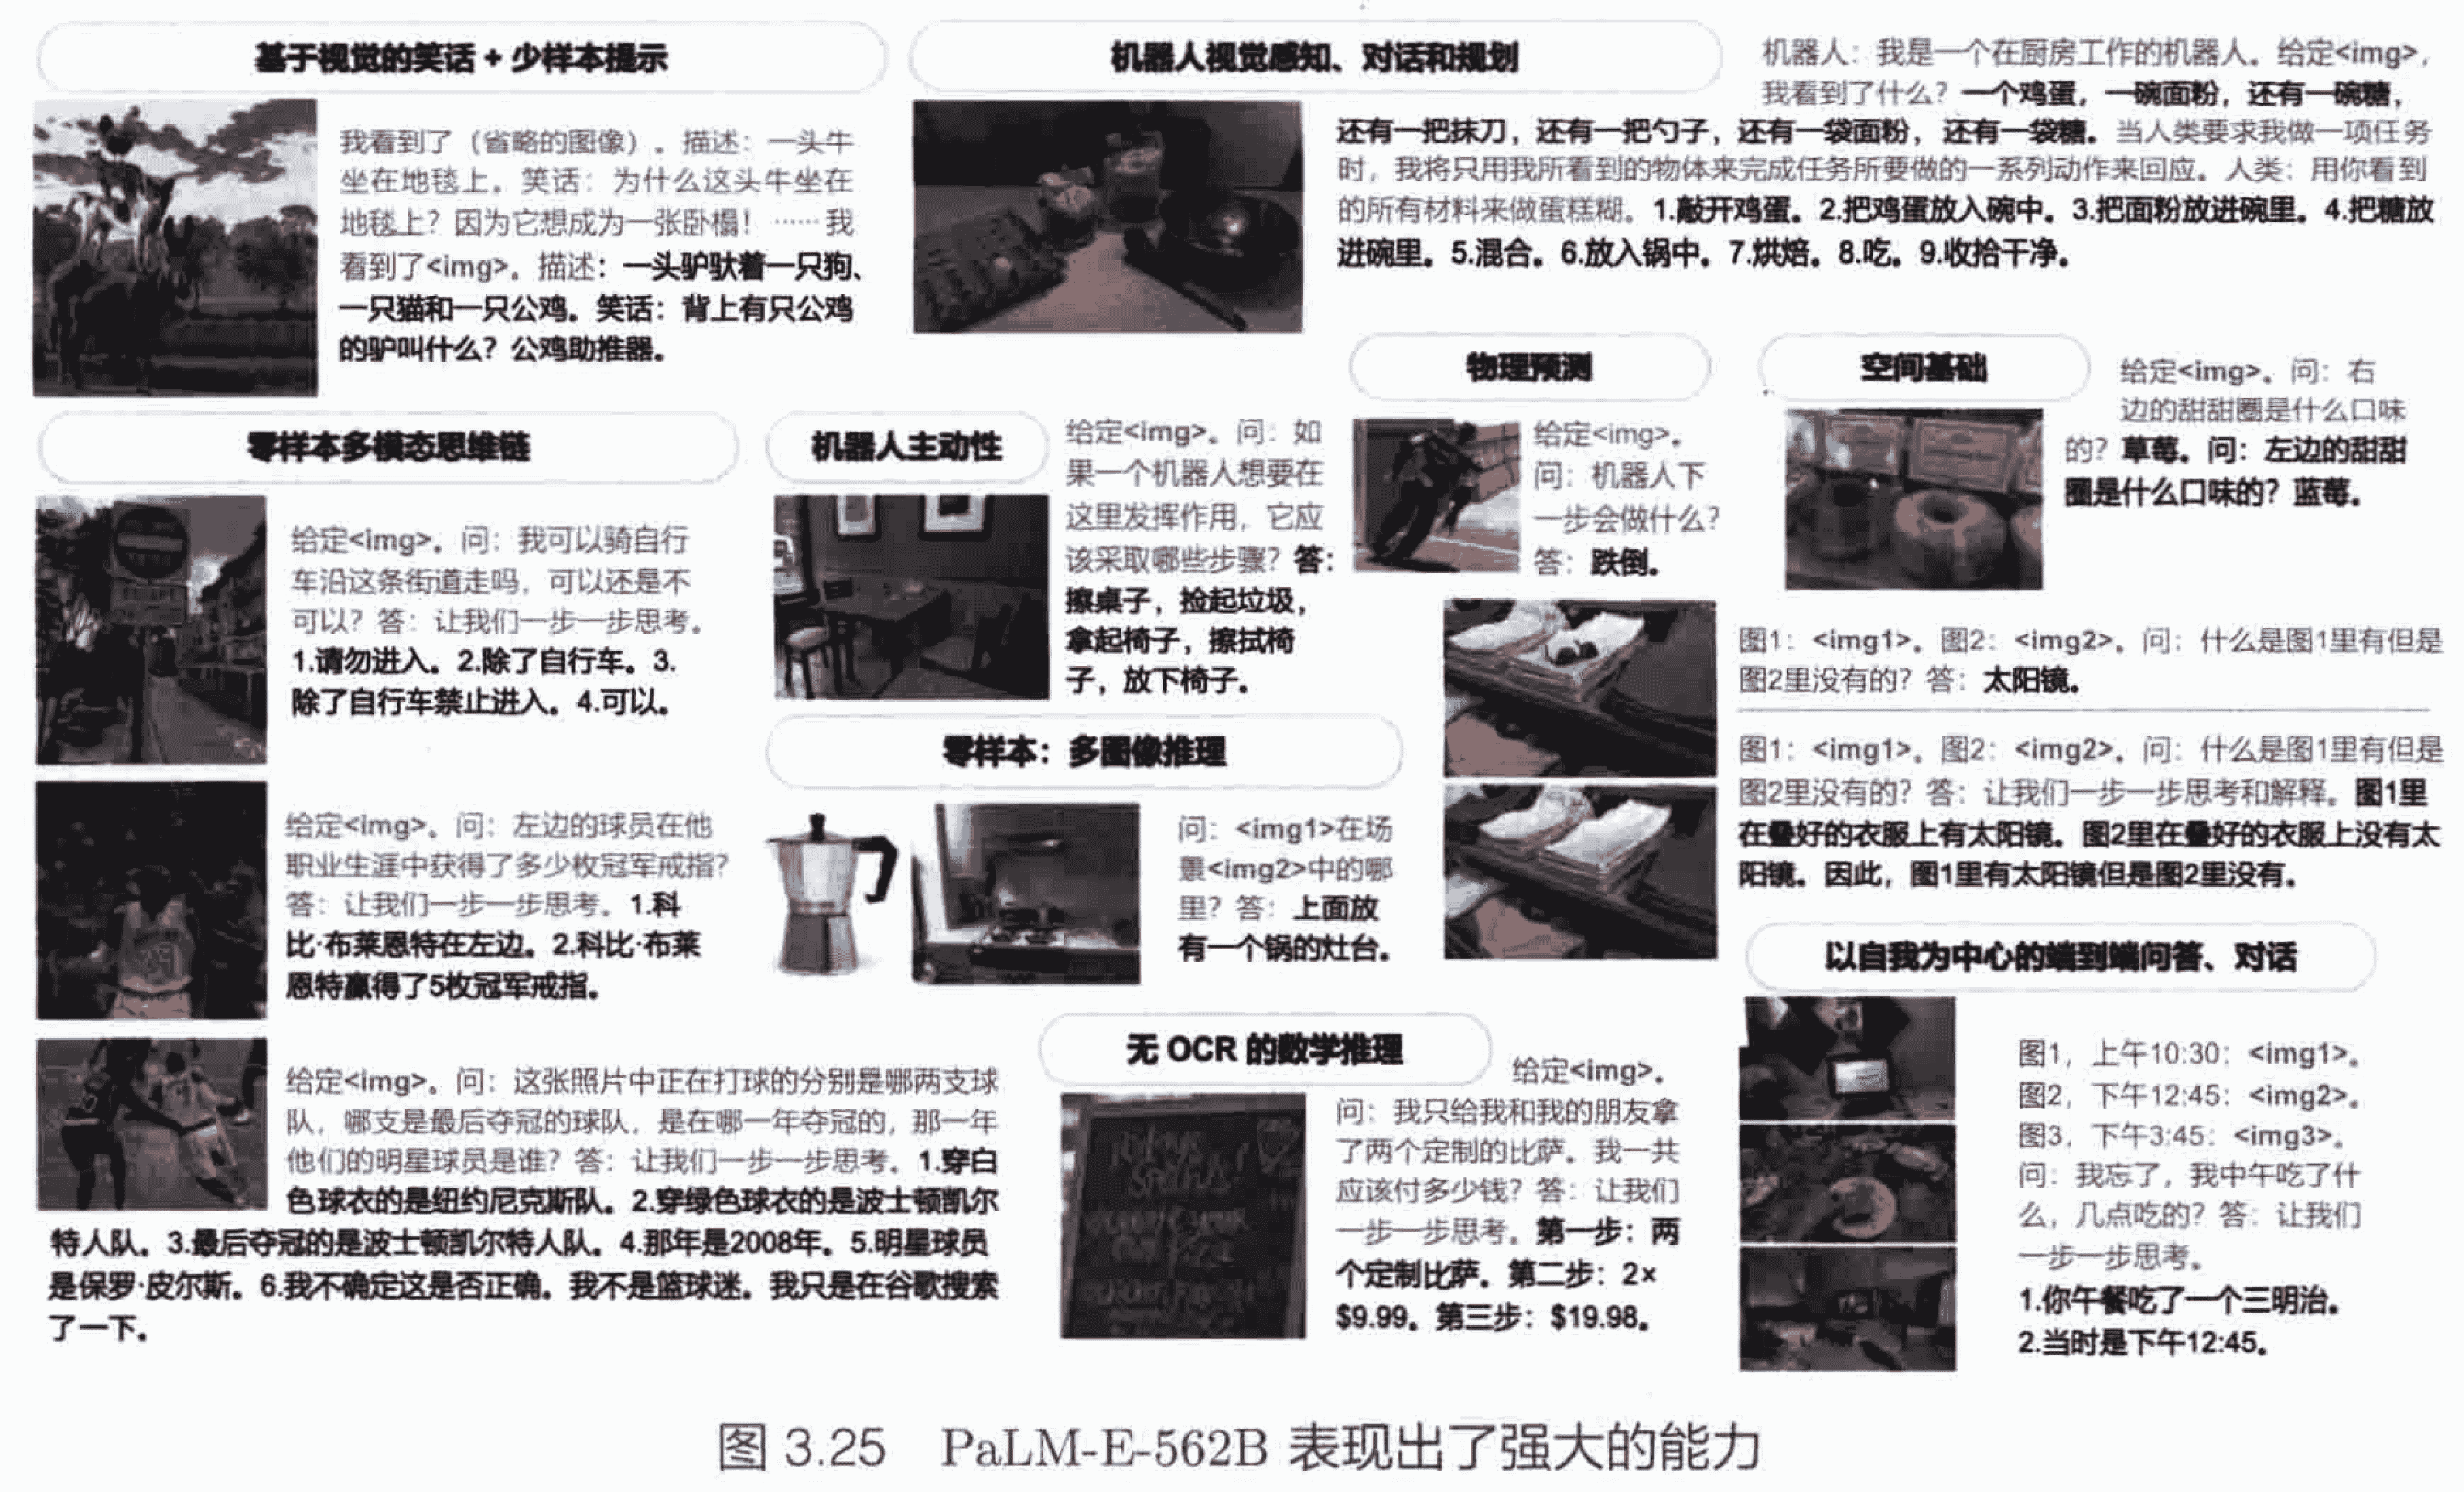 基于视觉的笑话 + 少样本提示
我看到了（省略的图像）。描述：一头牛
坐在地毯上。笑话：为什么这头牛坐在
地毯上？因为它想成为一张卧榻！……我
看到了<img>。描述：一头驴驮着一只狗、
一只猫和一只公鸡。笑话：背上有只公鸡
的驴叫什么？公鸡助推器。
机器人视觉感知、对话和规划
机器人：我是一个在厨房工作的机器人。给定<img>，
我看到了什么？一个鸡蛋，一碗面粉，还有一碗糖，
还有一把抹刀，还有一把勺子，还有一袋面粉，还有一袋糖。当人类要求我做一项任务
时，我将只用我所看到的物体来完成任务所要做的一系列动作来回应。人类：用你看到
的所有材料来做蛋糕糊。1.敲开鸡蛋。2.把鸡蛋放入碗中。3.把面粉放进碗里。4.把糖放
进碗里。5.混合。6.放入锅中。7.烘焙。8.吃。9.收拾干净。
零样本多模态思维链
给定<img>。问：我可以骑自行
车沿这条街道走吗，可以还是不
可以？答：让我们一步一步思考。
1.请勿进入。2.除了自行车。3.
除了自行车禁止进入。4.可以。
给定<img>。问：左边的球员在他
职业生涯中获得了多少枚冠军戒指？
答：让我们一步一步思考。1.科
比·布莱恩特在左边。2.科比·布莱
恩特赢得了5枚冠军戒指。
给定<img>。问：这张照片中正在打球的分别是哪两支球
队，哪支是最后夺冠的球队，是在哪一年夺冠的，那一年
他们的明星球员是谁？答：让我们一步一步思考。1.穿白
色球衣的是纽约尼克斯队。2.穿绿色球衣的是波士顿凯尔
特人队。3.最后夺冠的是波士顿凯尔特人队。4.那年是2008年。5.明星球员
是保罗·皮尔斯。6.我不确定这是否正确。我不是篮球迷。我只是在谷歌搜索
了一下。
机器人主动性
给定<img>。问：如
果一个机器人想要在
这里发挥作用，它应
该采取哪些步骤？答：
擦桌子，捡起垃圾，
拿起椅子，擦拭椅
子，放下椅子。
物理预测
给定<img>。
问：机器人下
一步会做什么？
答：跌倒。
空间基础
给定<img>。问：右
边的甜甜圈是什么口味
的？草莓。问：左边的甜甜
圈是什么口味的？蓝莓。
零样本：多图像推理
问：<img1>在场
景<img2>中的哪
里？答：上面放
有一个锅的灶台。
图1：<img1>。图2：<img2>。问：什么是图1里有但是
图2里没有的？答：太阳镜。
图1：<img1>。图2：<img2>。问：什么是图1里有但是
图2里没有的？答：让我们一步一步思考和解释。图1里
在叠好的衣服上有太阳镜。图2里在叠好的衣服上没有太
阳镜。因此，图1里有太阳镜但是图2里没有。
无 OCR 的数学推理
给定<img>。
问：我只给我和我的朋友拿
了两个定制的比萨。我一共
应该付多少钱？答：让我们
一步一步思考。第一步：两
个定制比萨。第二步：2×
$9.99。第三步：$19.98。
以自我为中心的端到端问答、对话
图1，上午10:30：<img1>。
图2，下午12:45：<img2>。
图3，下午3:45：<img3>。
问：我忘了，我中午吃了什
么，几点吃的？答：让我们
一步一步思考。
1.你午餐吃了一个三明治。
2.当时是下午12:45。
图 3.25 PaLM-E-562B 表现出了强大的能力